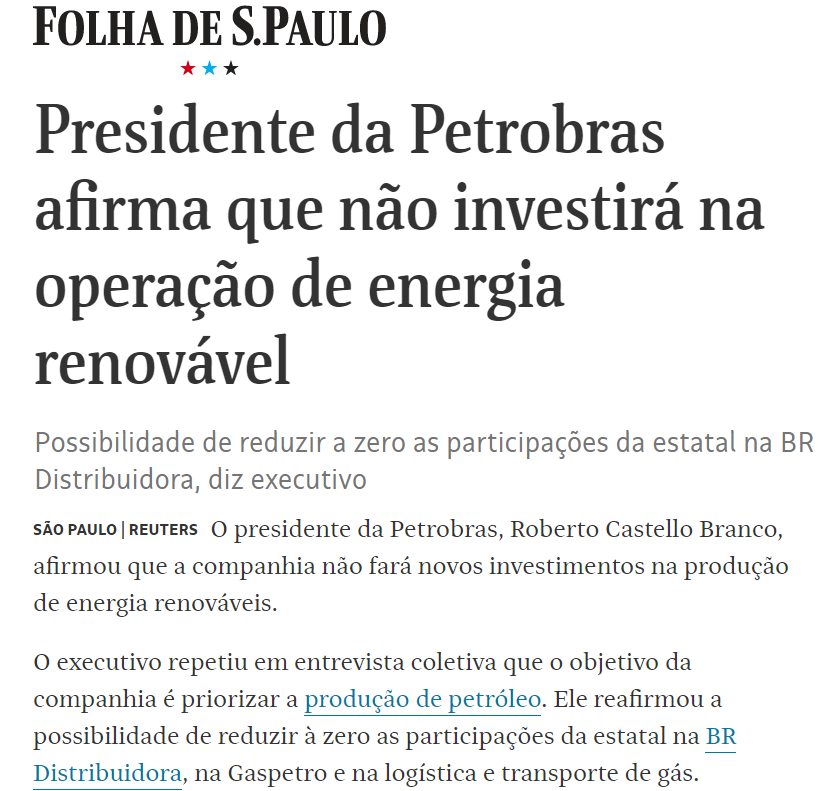 FOLHA DE S.PAULO
Presidente da Petrobras
afirma que não investirá na
operação de energia
renovável
Possibilidade de reduzir a zero as participações da estatal na BR
Distribuidora, diz executivo
SÃO PAULO | REUTERS O presidente da Petrobras, Roberto Castello Branco,
afirmou que a companhia não fará novos investimentos na produção
de energia renováveis.
O executivo repetiu em entrevista coletiva que o objetivo da
companhia é priorizar a produção de petróleo. Ele reafirmou a
possibilidade de reduzir à zero as participações da estatal na BR
Distribuidora, na Gaspetro e na logística e transporte de gás.